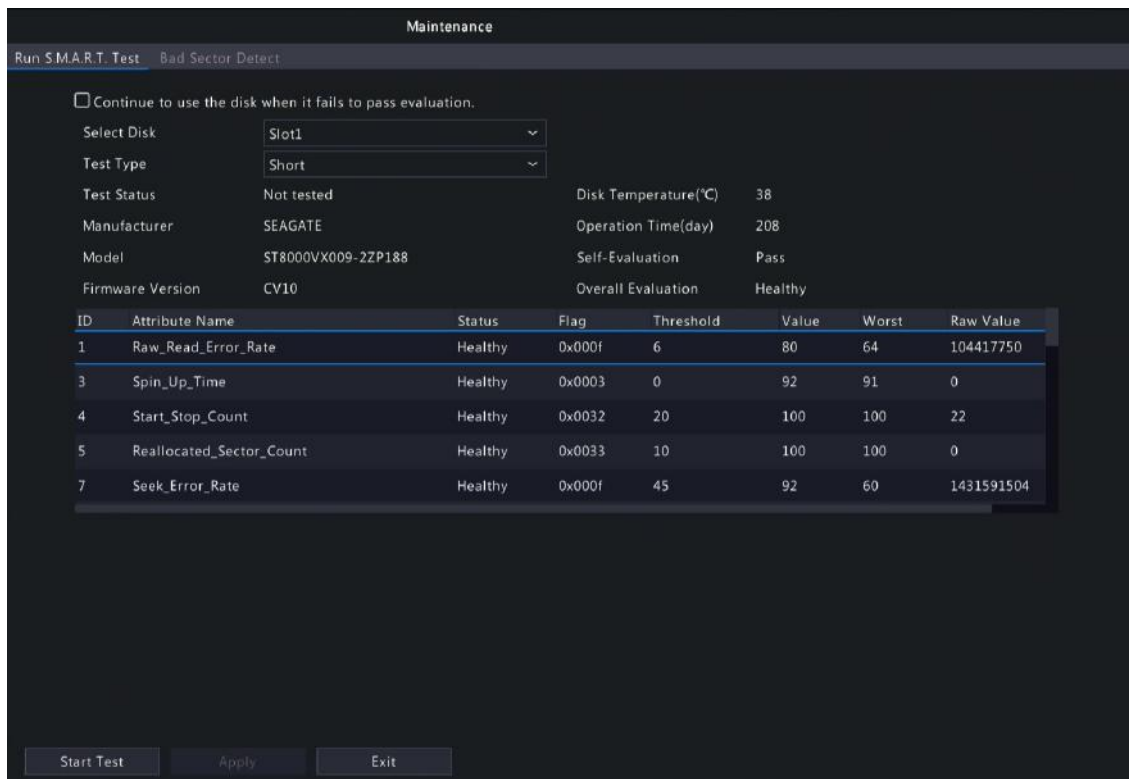 Maintenance
Run S.M.A.R.T. Test Bad Sector Detect
Continue to use the disk when it fails to pass evaluation.
Select Disk Slot1
Test Type Short
Test Status Not tested Disk Temperature(℃) 38
Manufacturer SEAGATE Operation Time(day) 208
Model ST8000VX009-2ZP188 Self-Evaluation Pass
Firmware Version CV10 Overall Evaluation Healthy
ID Attribute Name Status Flag Threshold Value Worst Raw Value
1 Raw_Read_Error_Rate Healthy 0x000f 6 80 64 104417750
3 Spin_Up_Time Healthy 0x0003 0 92 91 0
4 Start_Stop_Count Healthy 0x0032 20 100 100 22
5 Reallocated_Sector_Count Healthy 0x0033 10 100 100 0
7 Seek_Error_Rate Healthy 0x000f 45 92 60 1431591504
Start Test Apply Exit